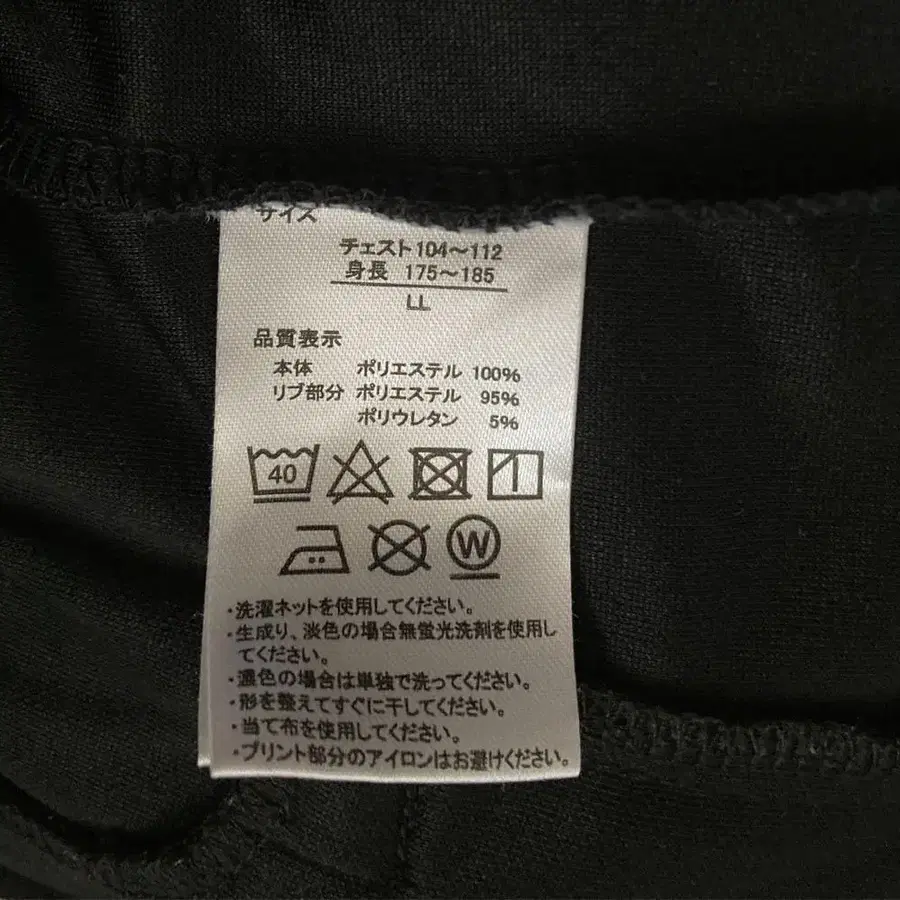 サイズ
チェスト104〜112
身長 175〜185
LL
品質表示
本体 ポリエステル 100%
リブ部分 ポリエステル 95%
ポリウレタン 5%
40
W
・洗濯ネットを使用してください。
・生成り、淡色の場合無蛍光洗剤を使用し
てください。
・濃色の場合は単独で洗ってください。
・形を整えてすぐに干してください。
・当て布を使用してください。
・プリント部分のアイロンはお避けください。